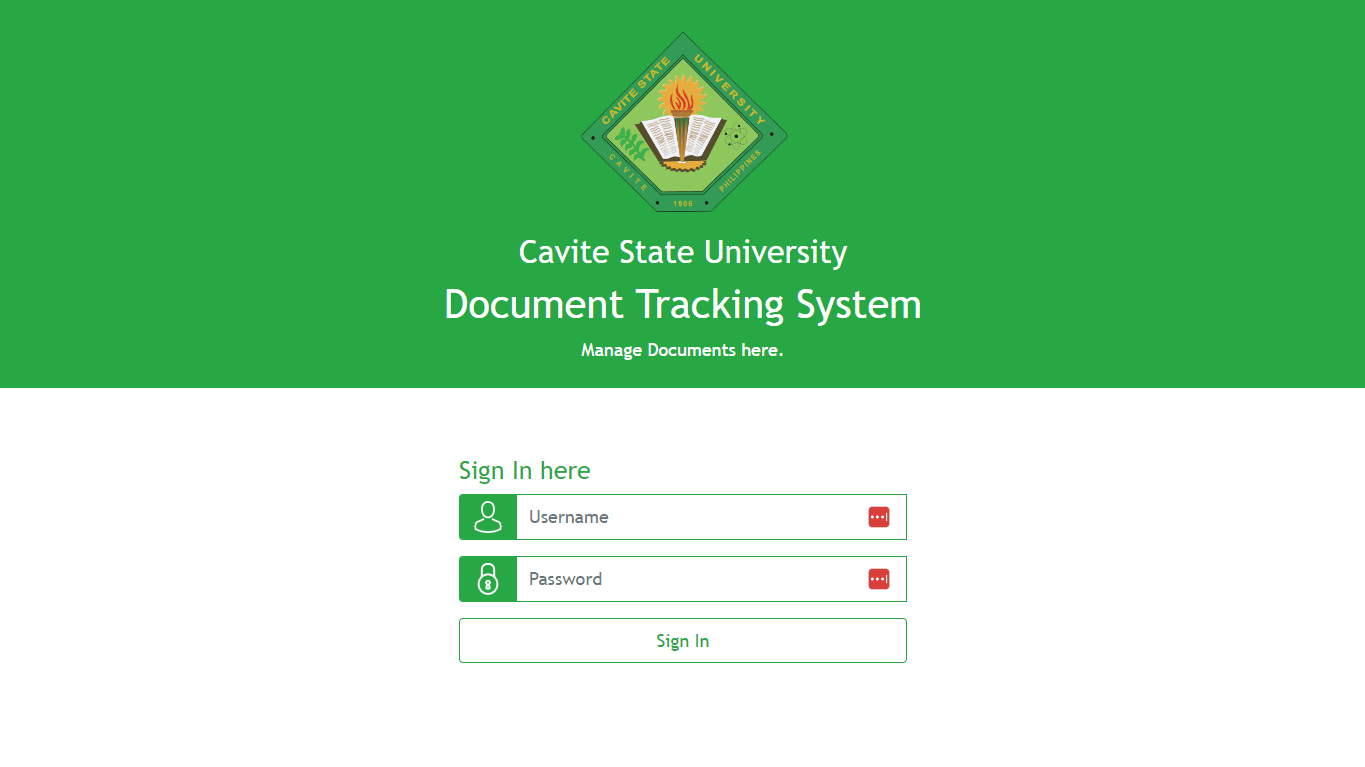 CAVITE STATE UNIVERSITY
CAVITE PHILIPPINES
1906
Cavite State University
Document Tracking System
Manage Documents here.
Sign In here
Username
Password
Sign In